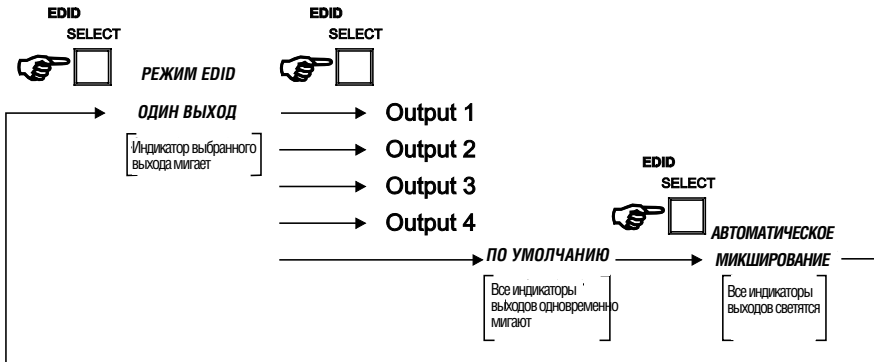 EDID
SELECT
EDID
SELECT
РЕЖИМ EDID
ОДИН ВЫХОД
Output 1
[Индикатор выбранного
выхода мигает]
Output 2
Output 3
EDID
SELECT
Output 4
АВТОМАТИЧЕСКОЕ
ПО УМОЛЧАНИЮ
МИКШИРОВАНИЕ
[Все индикаторы
выходов одновременно
мигают]
[Все индикаторы
выходов светятся]